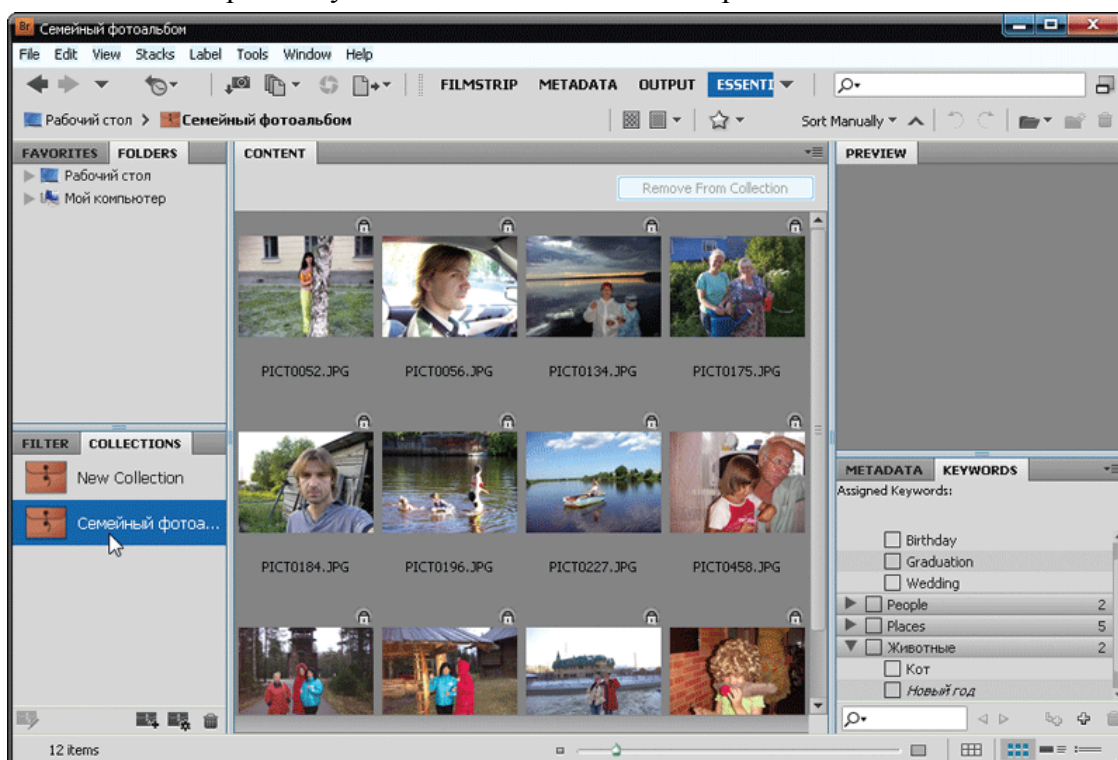 Br Семейный фотоальбом
File Edit View Stacks Label Tools Window Help
FILMSTRIP METADATA OUTPUT ESSENTI
Рабочий стол > Семейный фотоальбом Sort Manually
FAVORITES FOLDERS
Рабочий стол
Мой компьютер
CONTENT
Remove From Collection
PICT0052.JPG PICT0056.JPG PICT0134.JPG PICT0175.JPG
PICT0184.JPG PICT0196.JPG PICT0227.JPG PICT0458.JPG
FILTER COLLECTIONS
New Collection
Семейный фотоа...
PREVIEW
METADATA KEYWORDS
Assigned Keywords:
Birthday
Graduation
Wedding
People 2
Places 5
Животные 2
Кот
Новый год
12 items